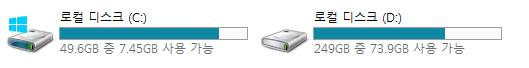 로컬 디스크 (C:)
49.6GB 중 7.45GB 사용 가능
로컬 디스크 (D:)
249GB 중 73.9GB 사용 가능